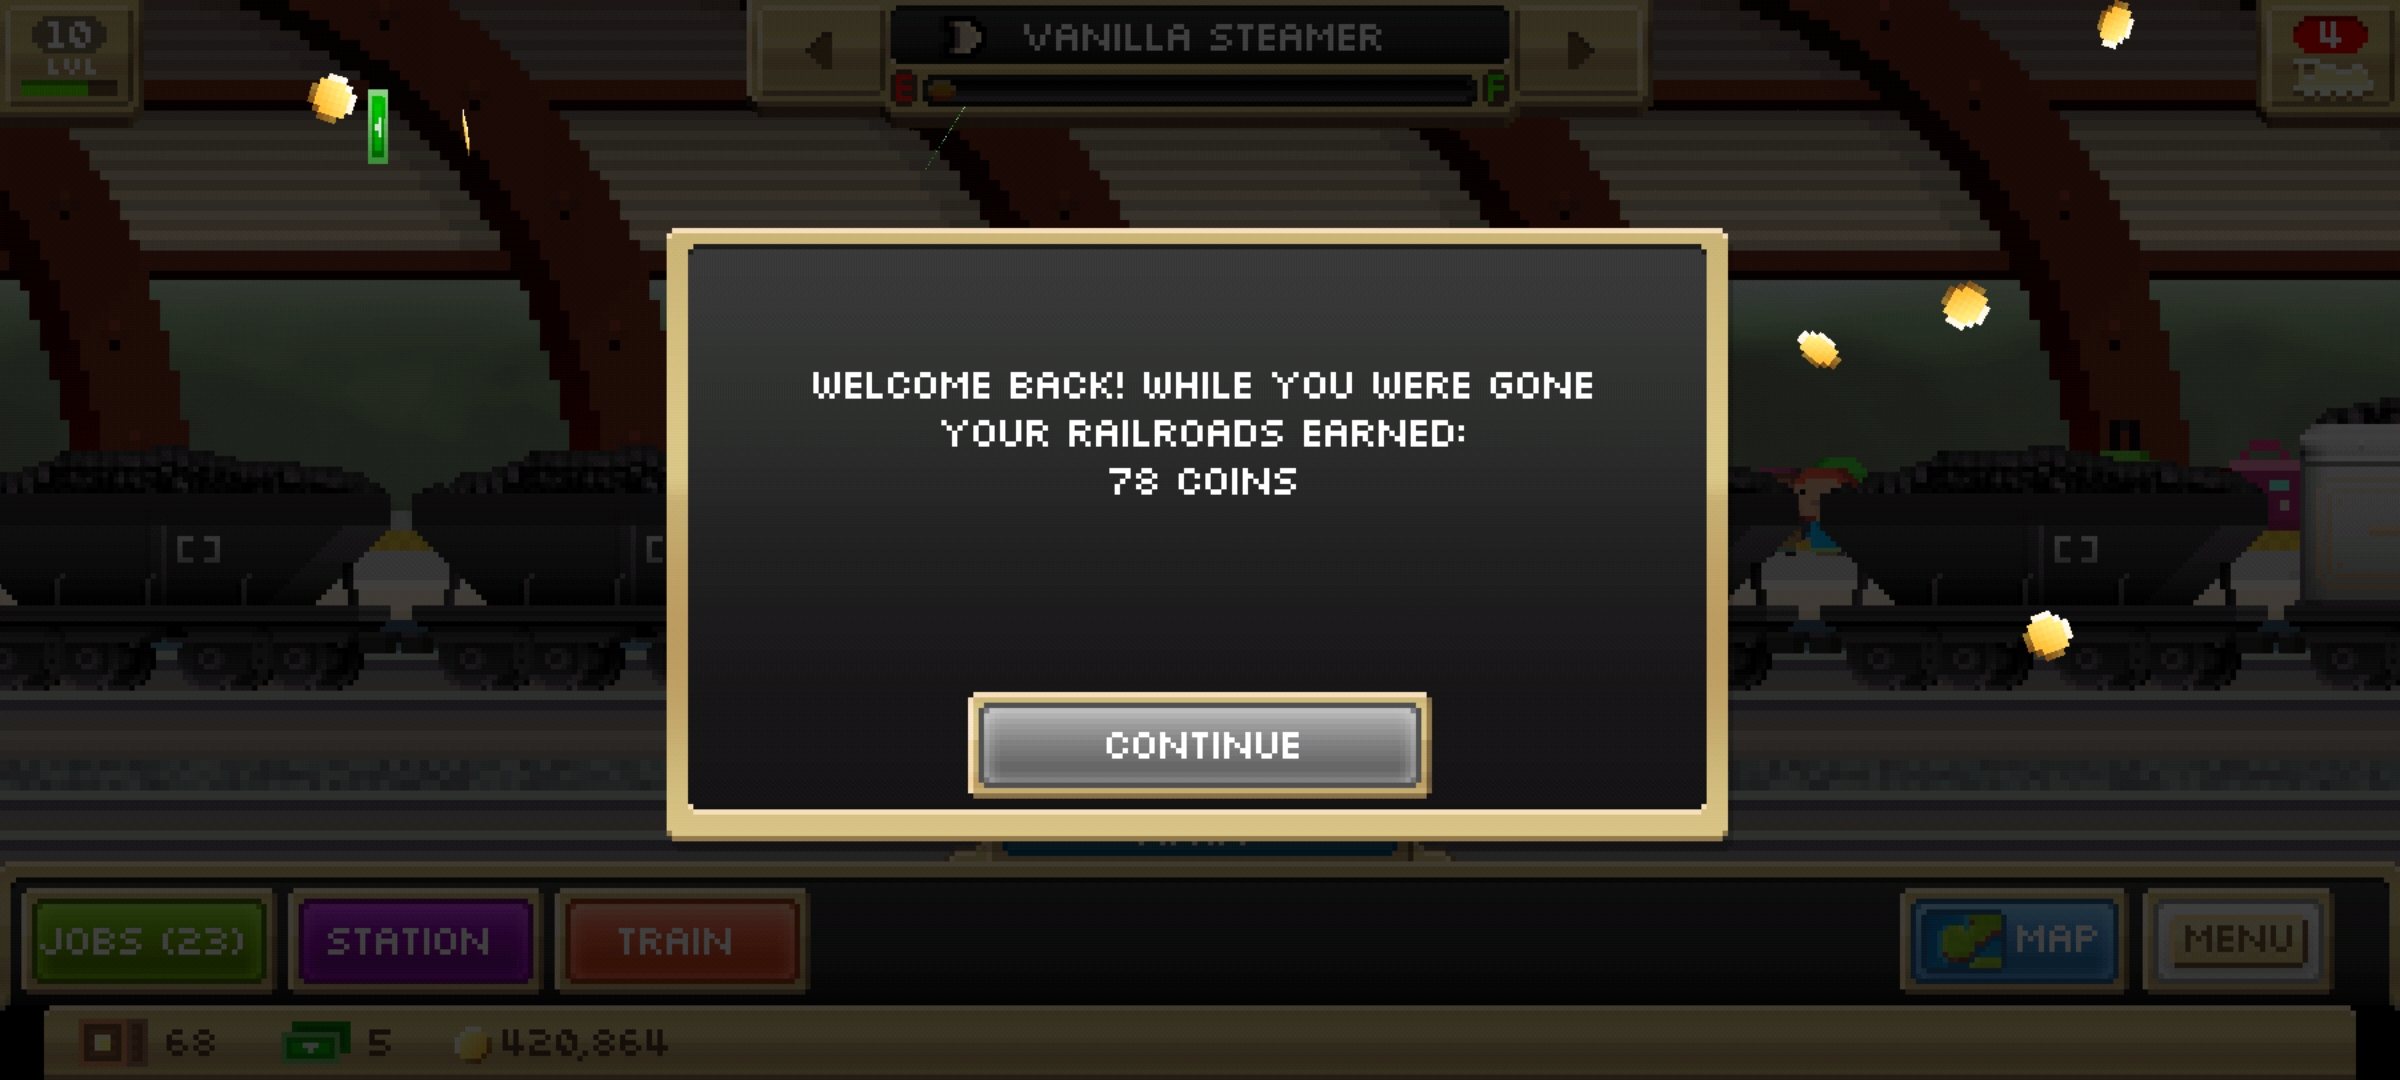 10
LVL
VANILLA STEAMER
E
F
4
WELCOME BACK! WHILE YOU WERE GONE
YOUR RAILROADS EARNED:
78 COINS
CONTINUE
JOBS (23)
STATION
TRAIN
MAP
MENU
68
5
420,864